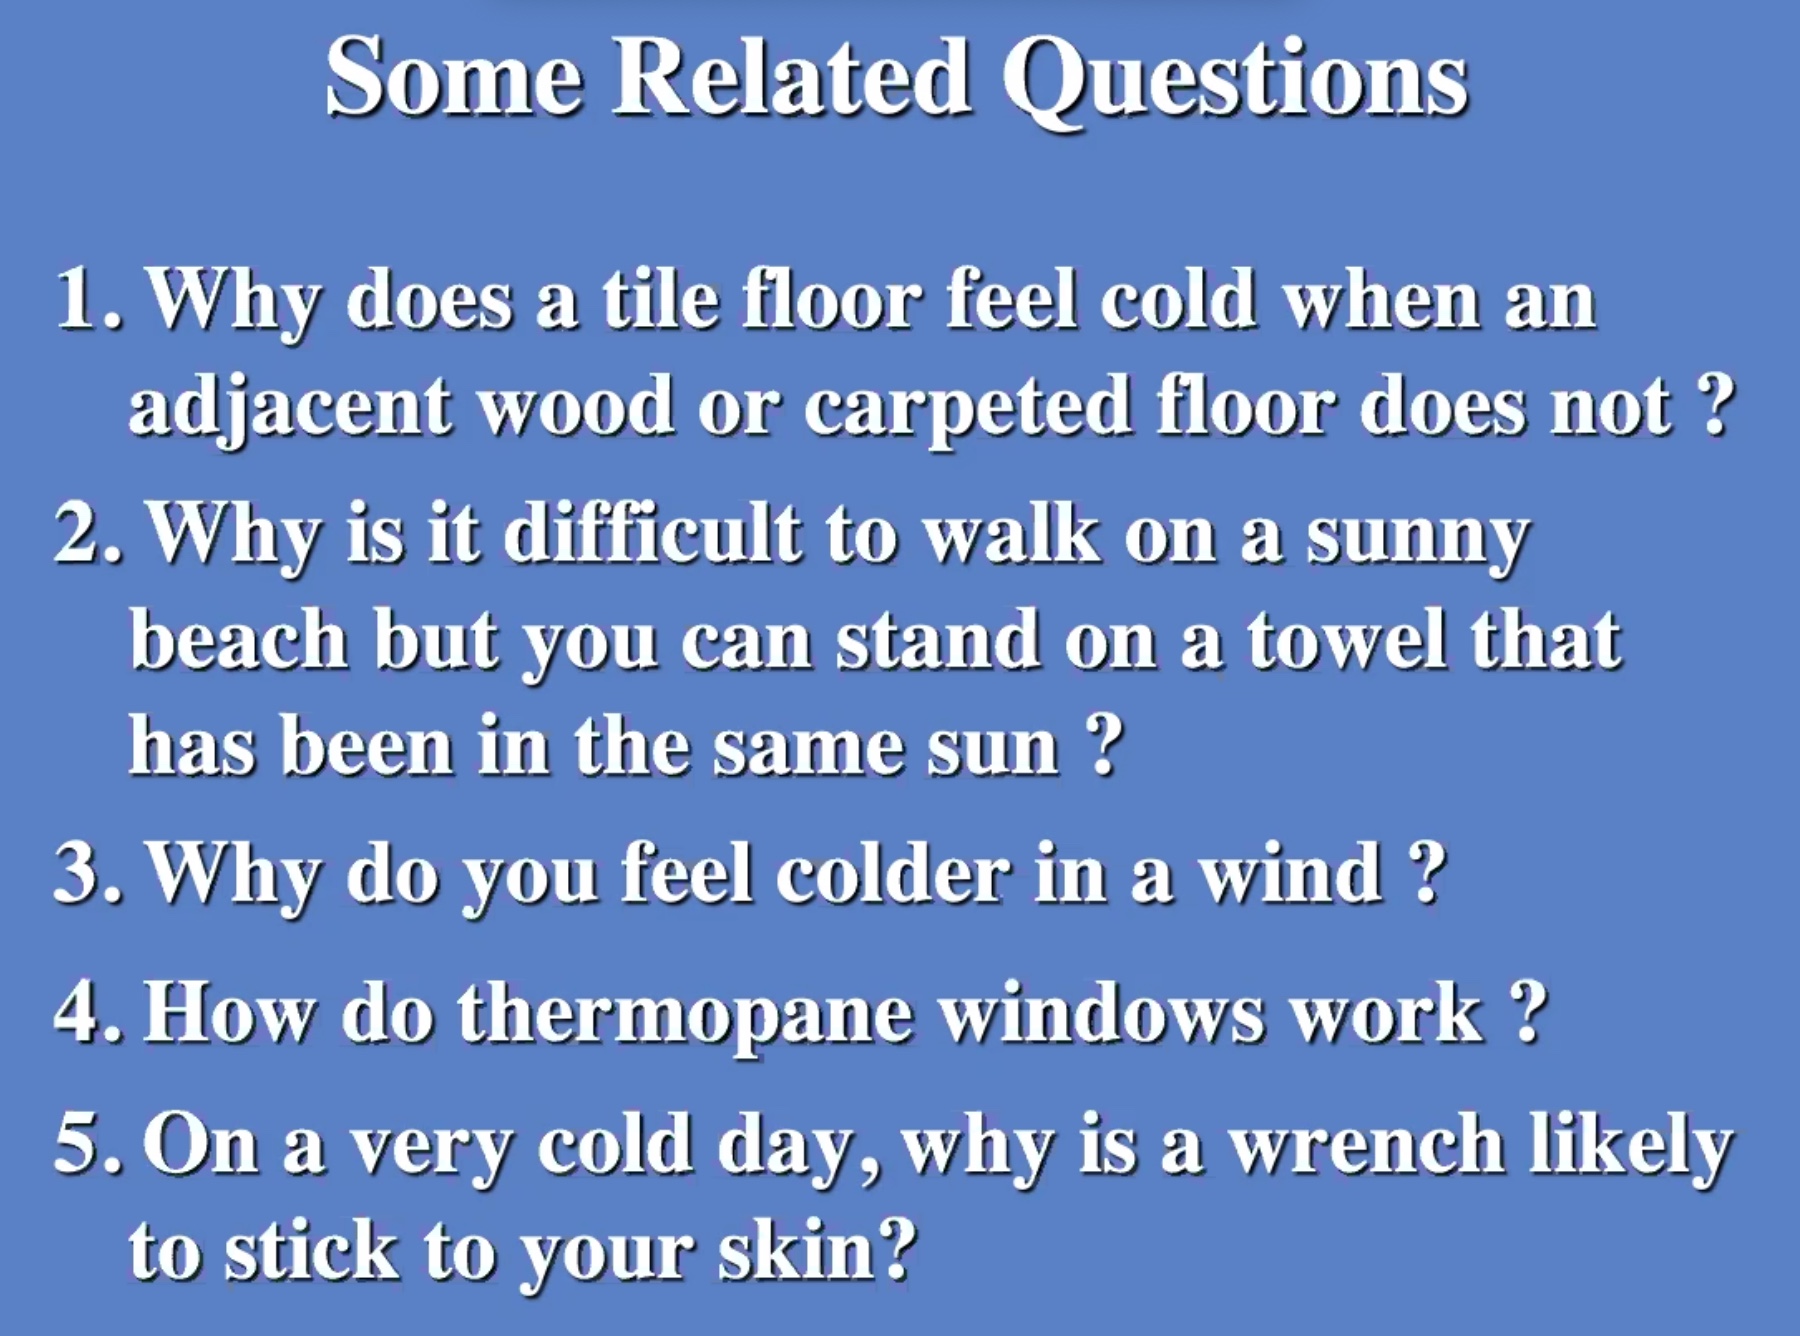 Some Related Questions
1. Why does a tile floor feel cold when an
adjacent wood or carpeted floor does not ?
2. Why is it difficult to walk on a sunny
beach but you can stand on a towel that
has been in the same sun ?
3. Why do you feel colder in a wind ?
4. How do thermopane windows work ?
5. On a very cold day, why is a wrench likely
to stick to your skin?